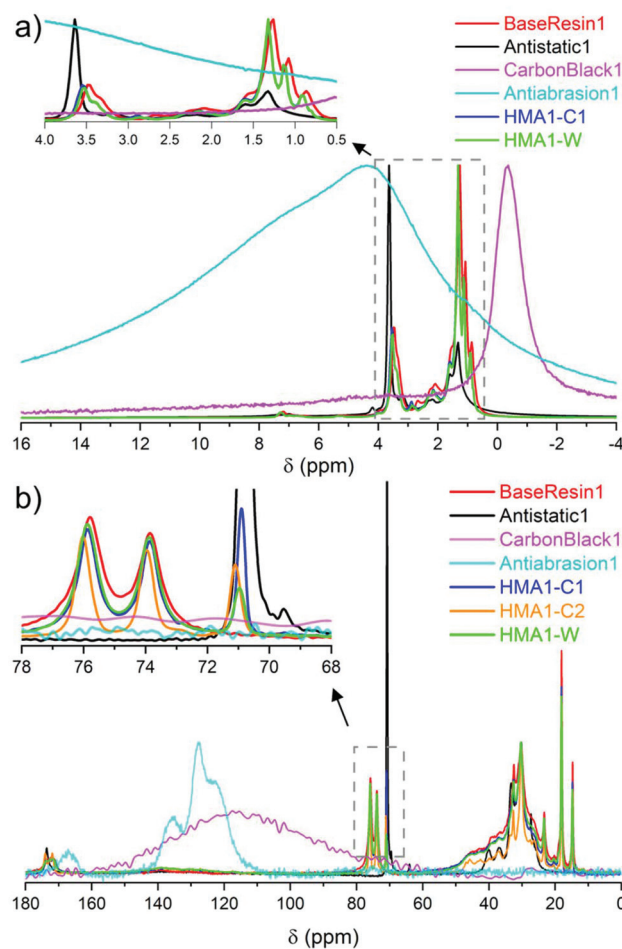 a)
BaseResin1
Antistatic1
CarbonBlack1
Antiabrasion1
HMA1-C1
HMA1-W
4.0 3.5 3.0 2.5 2.0 1.5 1.0 0.5
16 14 12 10 8 6 4 2 0 -2 -4
δ (ppm)
b)
BaseResin1
Antistatic1
CarbonBlack1
Antiabrasion1
HMA1-C1
HMA1-C2
HMA1-W
78 76 74 72 70 68
180 160 140 120 100 80 60 40 20 0
δ (ppm)